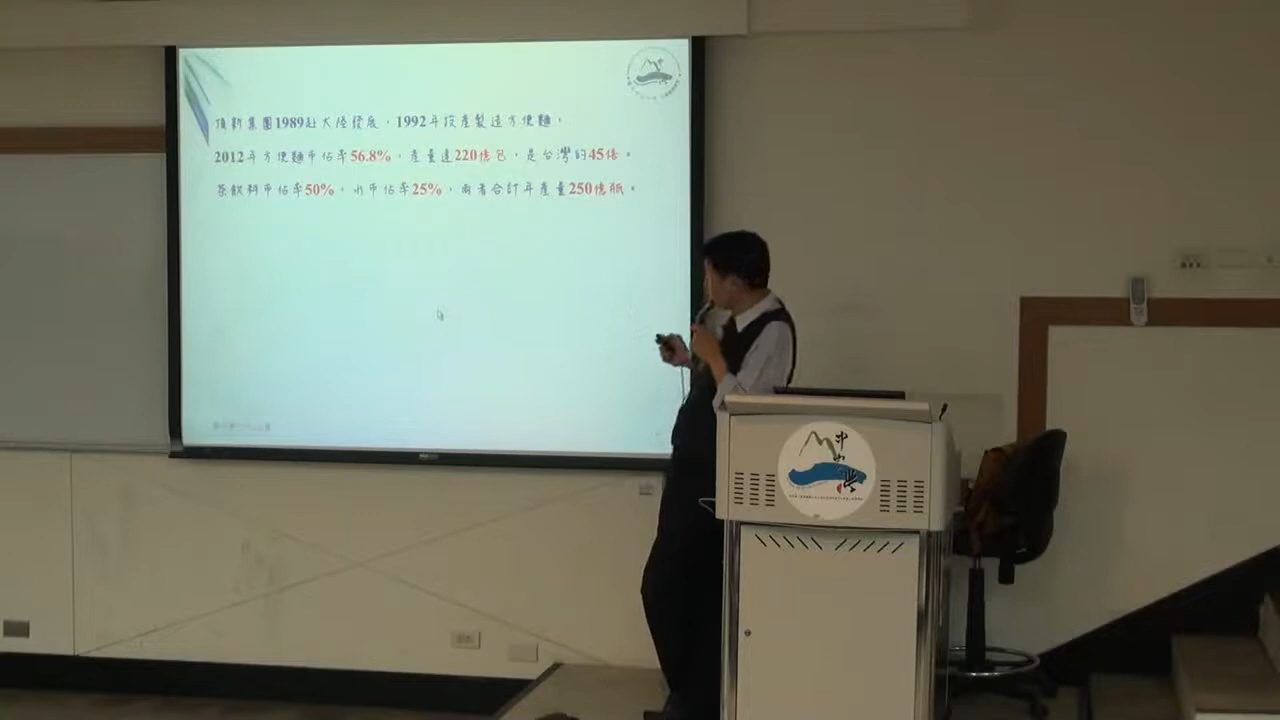 頂新集團1989赴大陸發展，1992年投產製造方便麵，
2012年方便麵市佔率56.8%，產量達220億包，是台灣的45倍。
茶飲料市佔率50%，水市佔率25%，兩者合計年產量250億瓶。
中山學